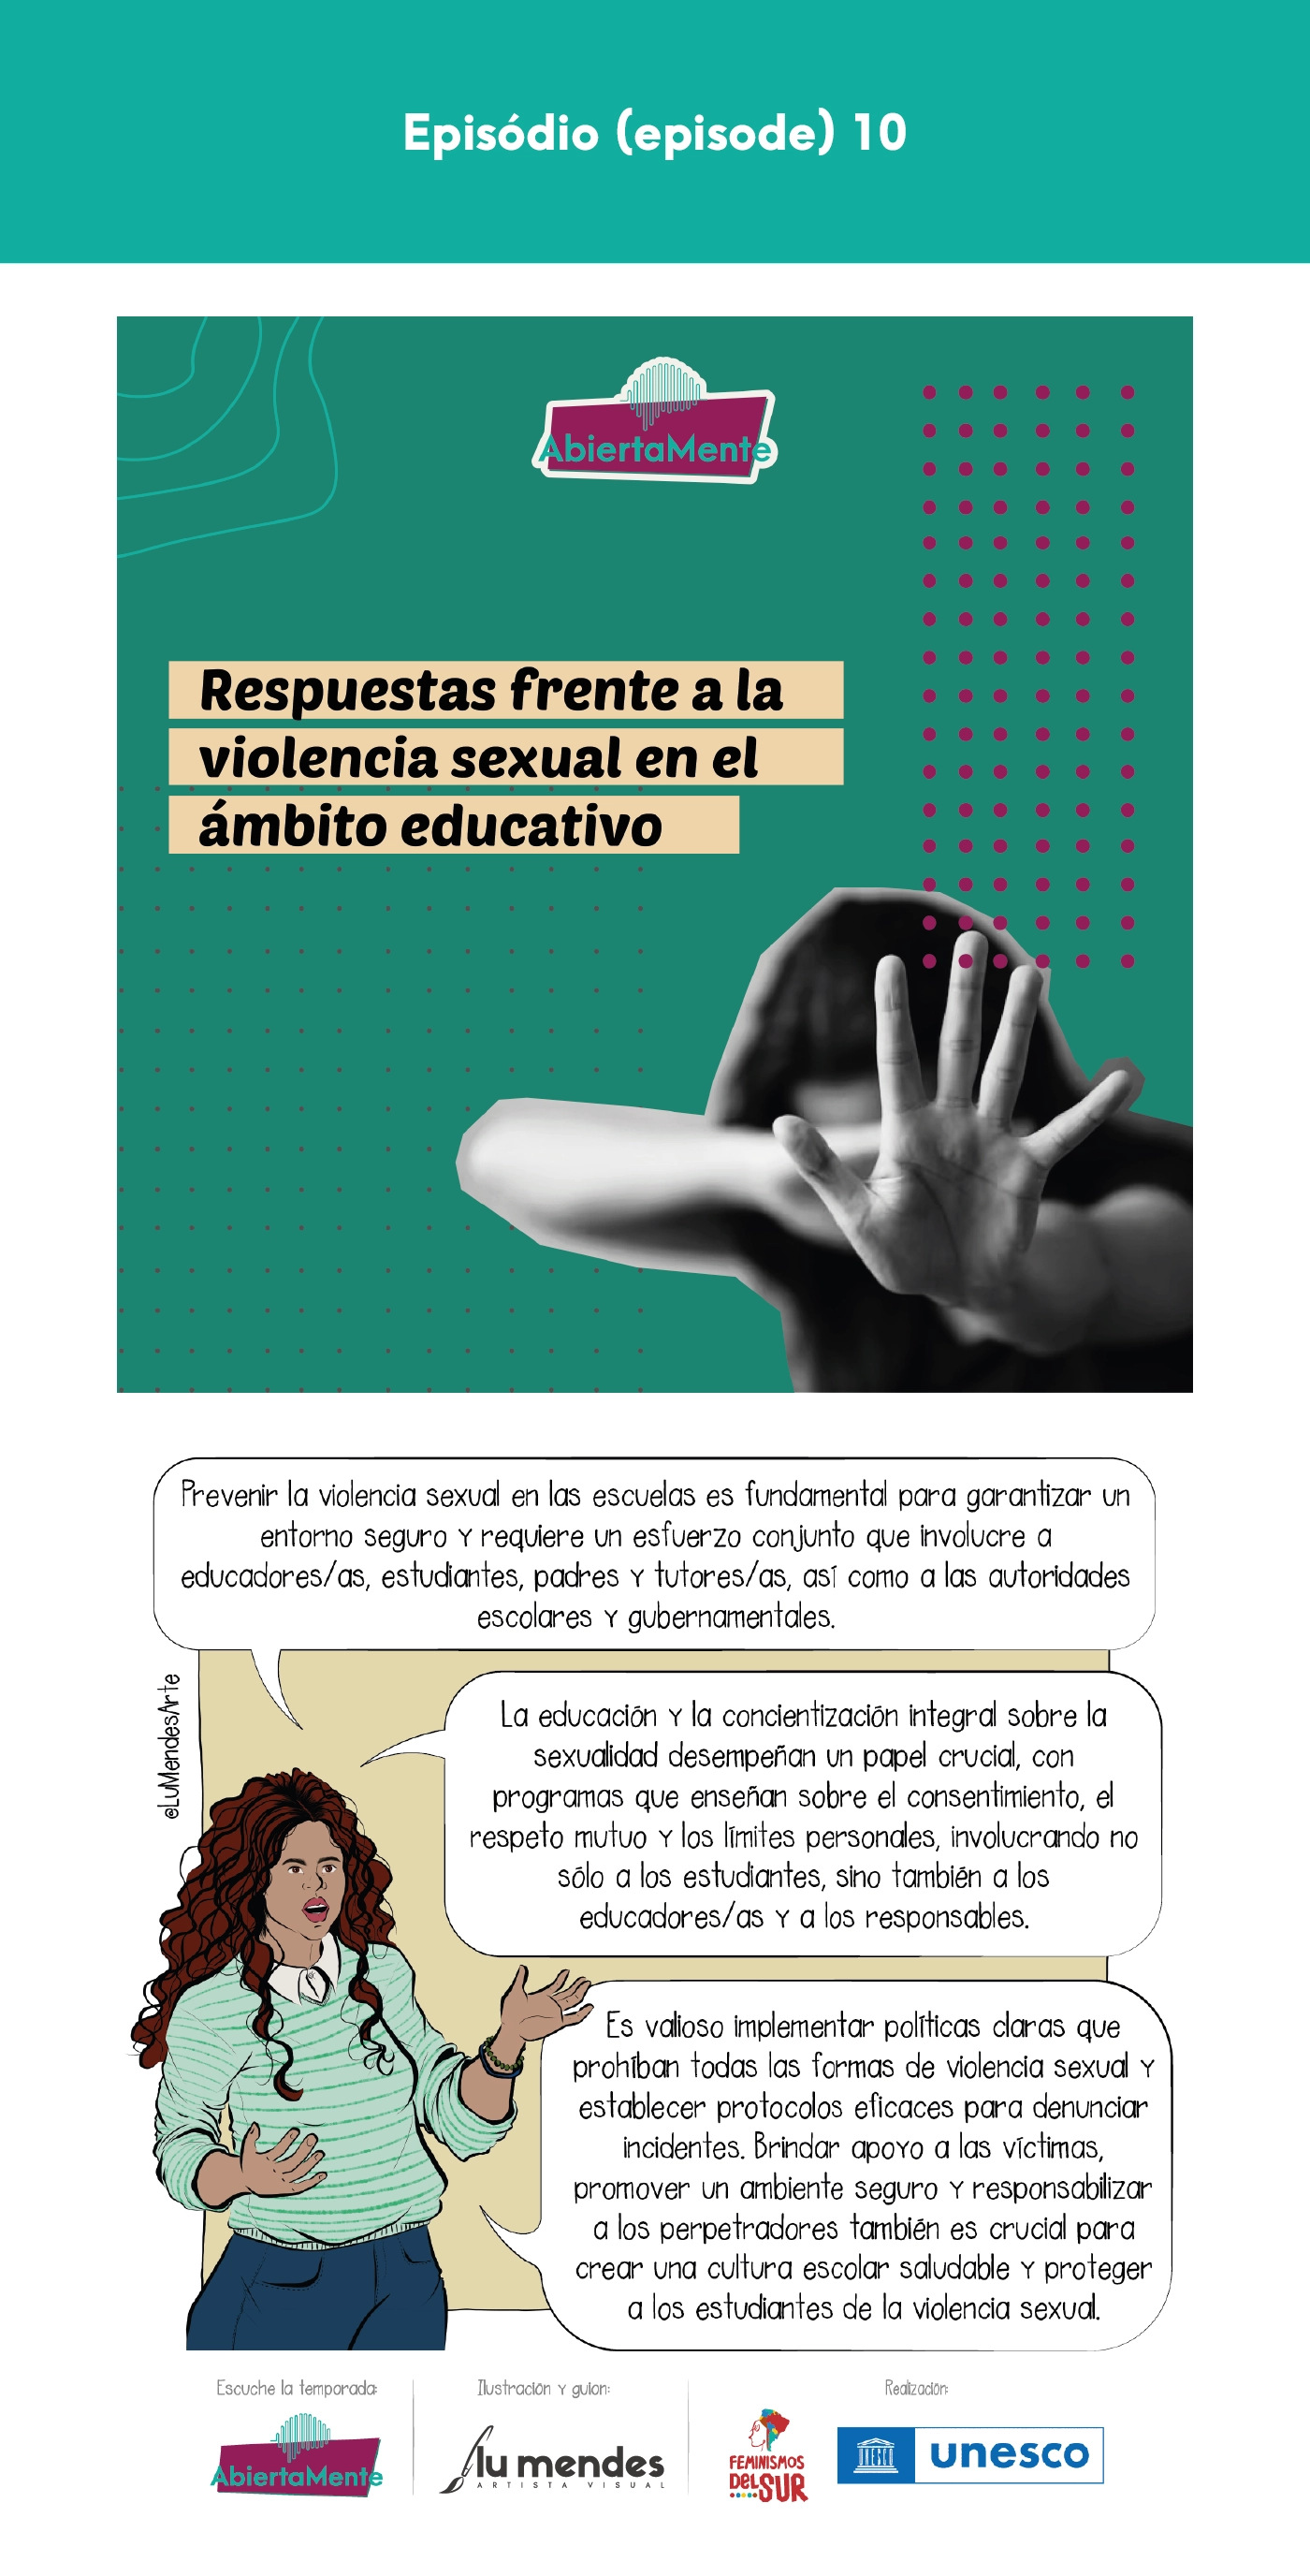 Episódio (episode) 10
AbiertaMente
Respuestas frente a la
violencia sexual en el
ámbito educativo
Prevenir la violencia sexual en las escuelas es fundamental para garantizar un
entorno seguro y requiere un esfuerzo conjunto que involucre a
educadores/as, estudiantes, padres y tutores/as, así como a las autoridades
escolares y gubernamentales.
@LuMendesArte
La educación y la concientización integral sobre la
sexualidad desempeñan un papel crucial, con
programas que enseñan sobre el consentimiento, el
respeto mutuo y los límites personales, involucrando no
sólo a los estudiantes, sino también a los
educadores/as y a los responsables.
Es valioso implementar políticas claras que
prohíban todas las formas de violencia sexual y
establecer protocolos eficaces para denunciar
incidentes. Brindar apoyo a las víctimas,
promover un ambiente seguro y responsabilizar
a los perpetradores también es crucial para
crear una cultura escolar saludable y proteger
a los estudiantes de la violencia sexual.
Escuche la temporada:
AbiertaMente
Ilustración y guion:
lu mendes
ARTISTA VISUAL
Realización:
FEMINISMOS
DEL SUR
unesco